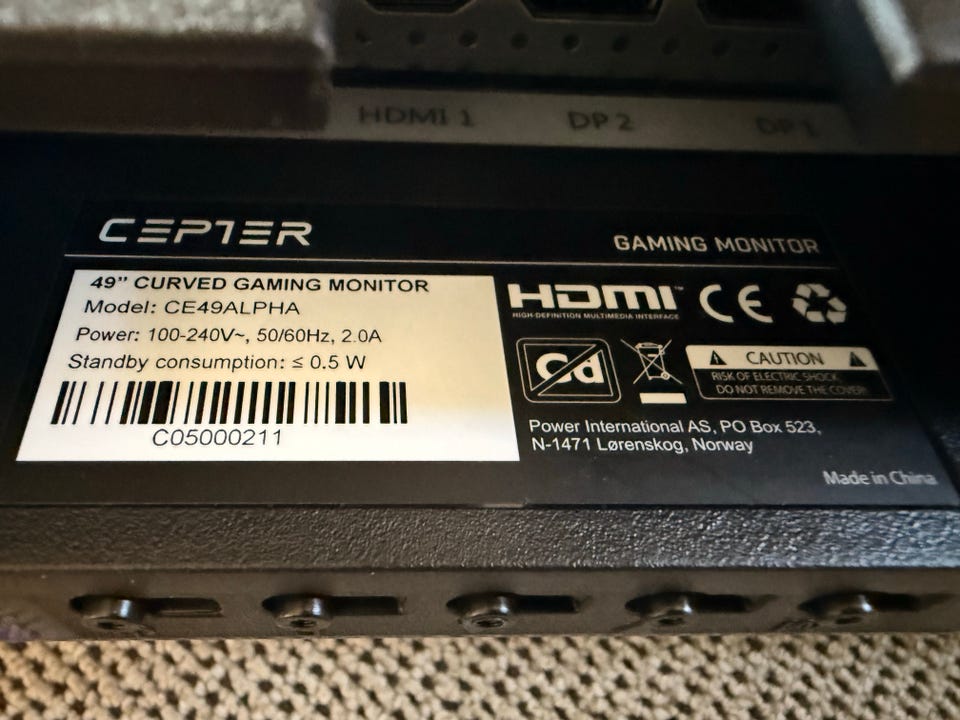 HDMI 1 DP 2 DP 1
CEPTER
GAMING MONITOR
49" CURVED GAMING MONITOR
Model: CE49ALPHA
Power: 100-240V~, 50/60Hz, 2.0A
Standby consumption: ≤ 0.5 W
C05000211
HDMI™
HIGH-DEFINITION MULTIMEDIA INTERFACE
CE
Cd
CAUTION
RISK OF ELECTRIC SHOCK
DO NOT REMOVE THE COVER!
Power International AS, PO Box 523,
N-1471 Lørenskog, Norway
Made in China